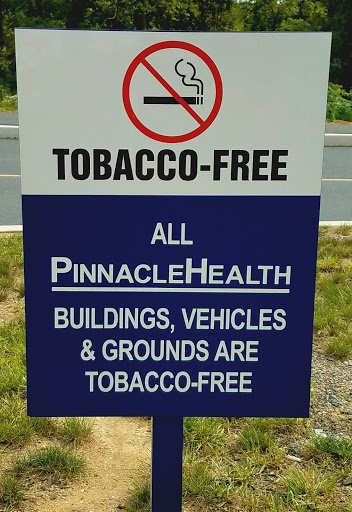 TOBACCO-FREE
ALL
PINNACLEHEALTH
BUILDINGS, VEHICLES
& GROUNDS ARE
TOBACCO-FREE